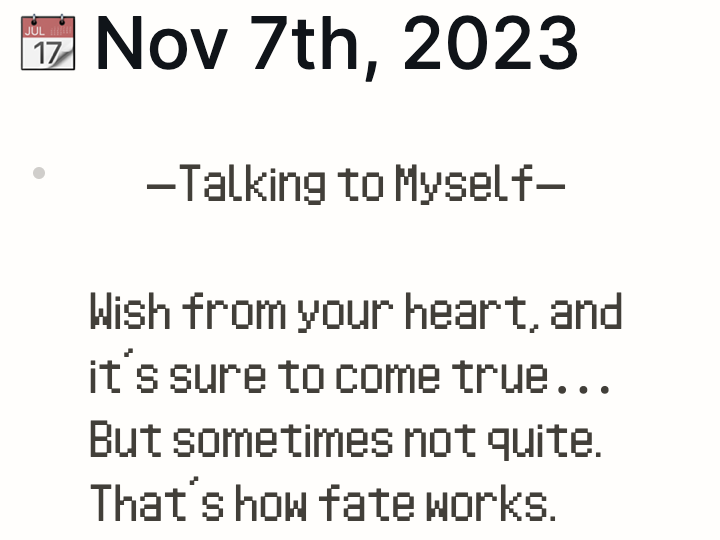 JUL
17
Nov 7th, 2023
—Talking to Myself—
Wish from your heart, and
it´s sure to come true...
But sometimes not quite.
That´s how fate works.